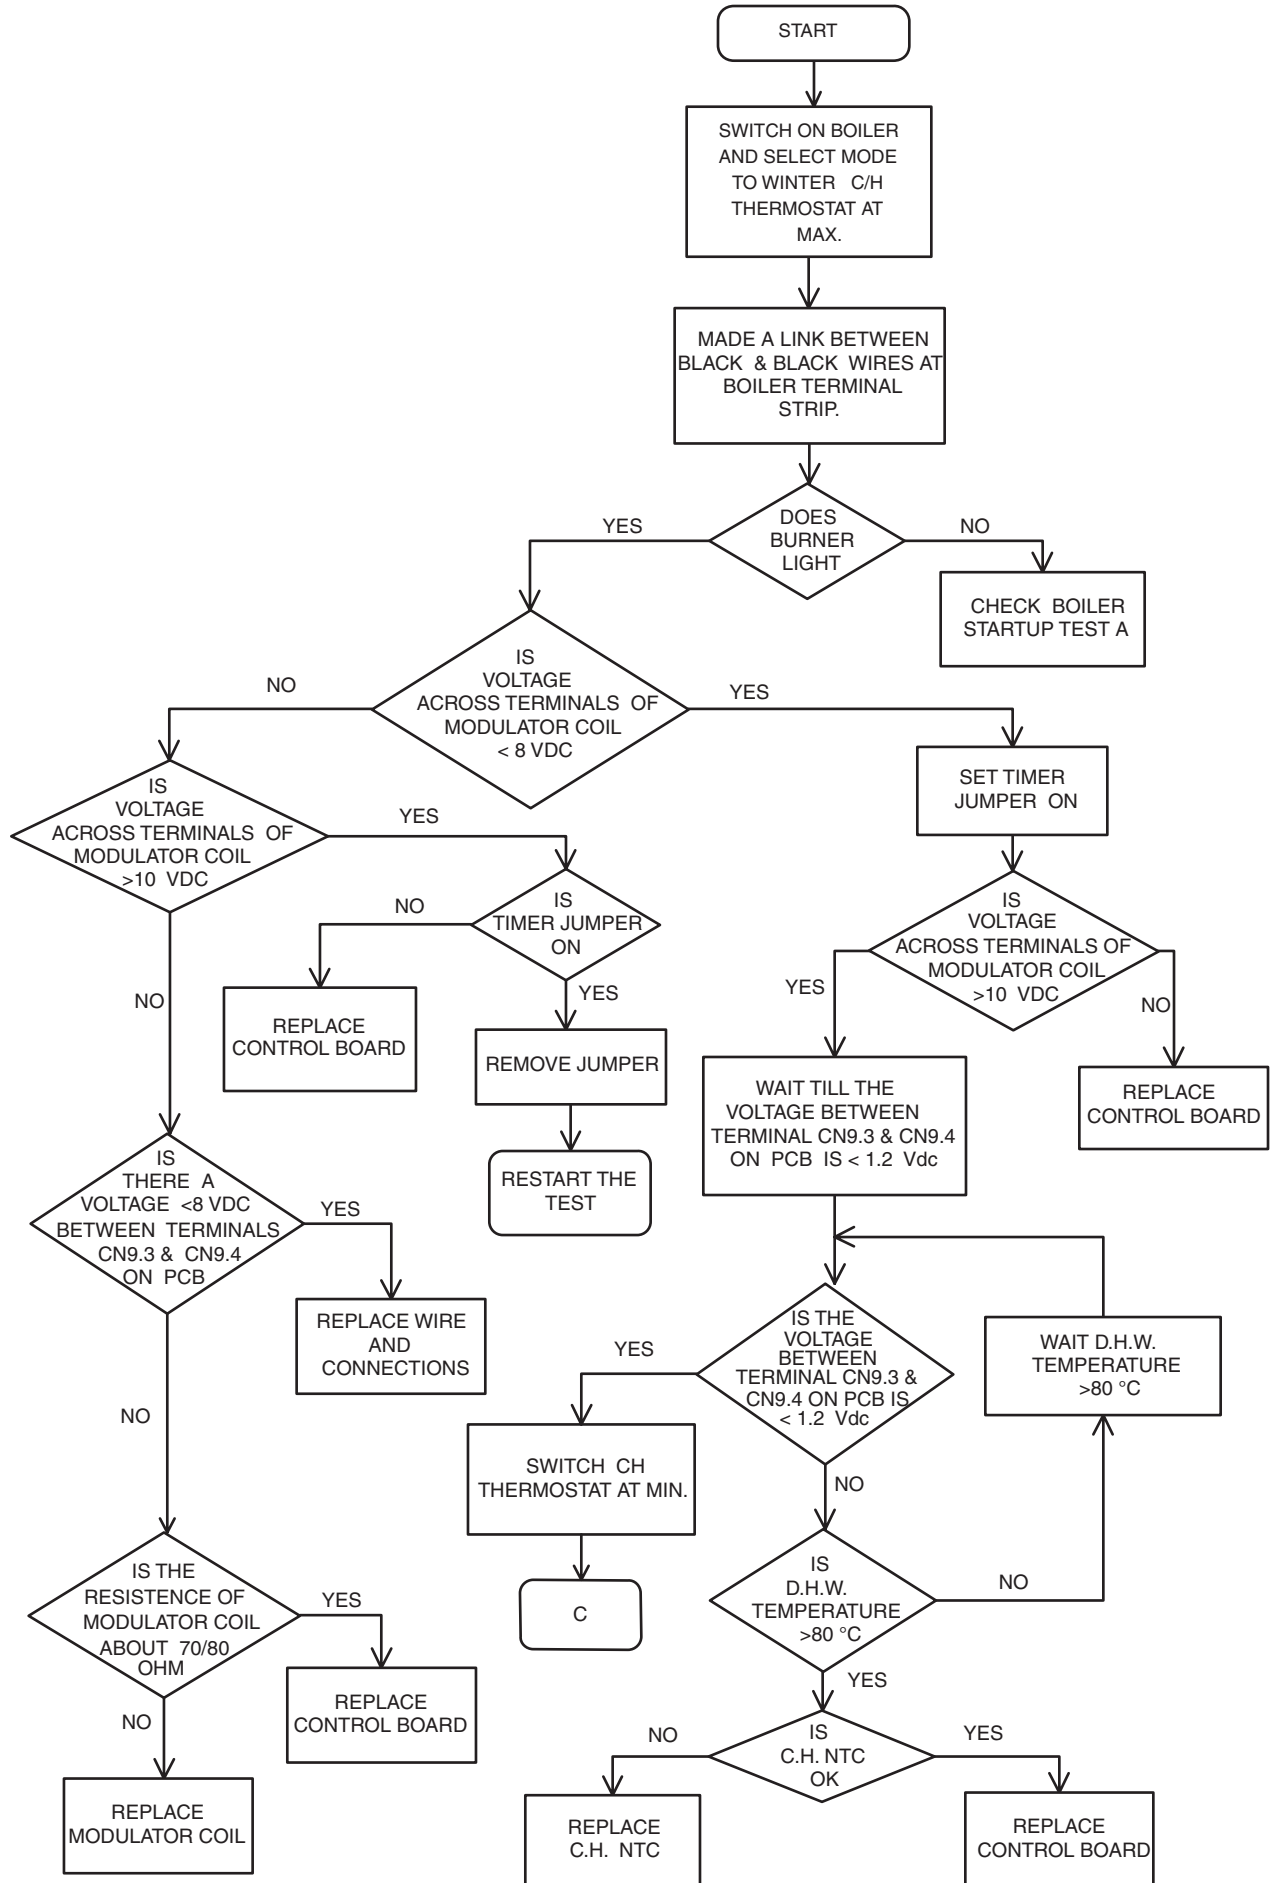 START
SWITCH ON BOILER
AND SELECT MODE
TO WINTER C/H
THERMOSTAT AT
MAX.
MADE A LINK BETWEEN
BLACK & BLACK WIRES AT
BOILER TERMINAL
STRIP.
DOES
BURNER
LIGHT
YES
NO
CHECK BOILER
STARTUP TEST A
IS
VOLTAGE
ACROSS TERMINALS OF
MODULATOR COIL
< 8 VDC
NO
YES
IS
VOLTAGE
ACROSS TERMINALS OF
MODULATOR COIL
>10 VDC
YES
NO
SET TIMER
JUMPER ON
IS
TIMER JUMPER
ON
NO
YES
REPLACE
CONTROL BOARD
REMOVE JUMPER
RESTART THE
TEST
IS
VOLTAGE
ACROSS TERMINALS OF
MODULATOR COIL
>10 VDC
YES
NO
WAIT TILL THE
VOLTAGE BETWEEN
TERMINAL CN9.3 & CN9.4
ON PCB IS < 1.2 Vdc
REPLACE
CONTROL BOARD
IS
THERE A
VOLTAGE <8 VDC
BETWEEN TERMINALS
CN9.3 & CN9.4
ON PCB
YES
NO
REPLACE WIRE
AND
CONNECTIONS
IS THE
VOLTAGE
BETWEEN
TERMINAL CN9.3 &
CN9.4 ON PCB IS
< 1.2 Vdc
YES
NO
WAIT D.H.W.
TEMPERATURE
>80 °C
SWITCH CH
THERMOSTAT AT MIN.
C
IS THE
RESISTENCE OF
MODULATOR COIL
ABOUT 70/80
OHM
YES
NO
REPLACE
CONTROL BOARD
REPLACE
MODULATOR COIL
IS
D.H.W.
TEMPERATURE
>80 °C
NO
YES
IS
C.H. NTC
OK
NO
YES
REPLACE
C.H. NTC
REPLACE
CONTROL BOARD